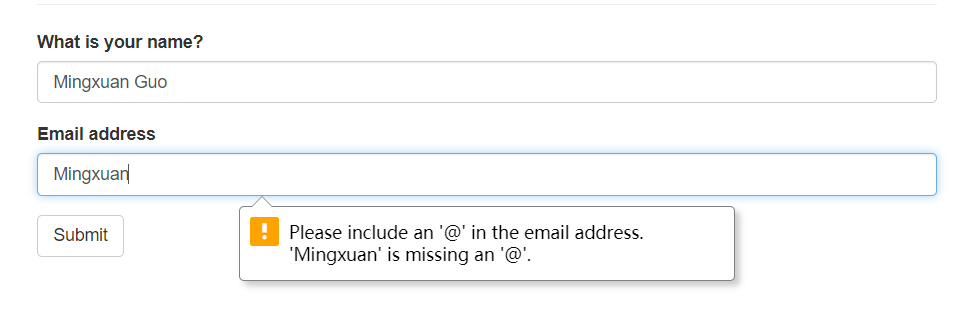 What is your name?
Mingxuan Guo
Email address
Mingxuan
Submit
Please include an '@' in the email address.
'Mingxuan' is missing an '@'.